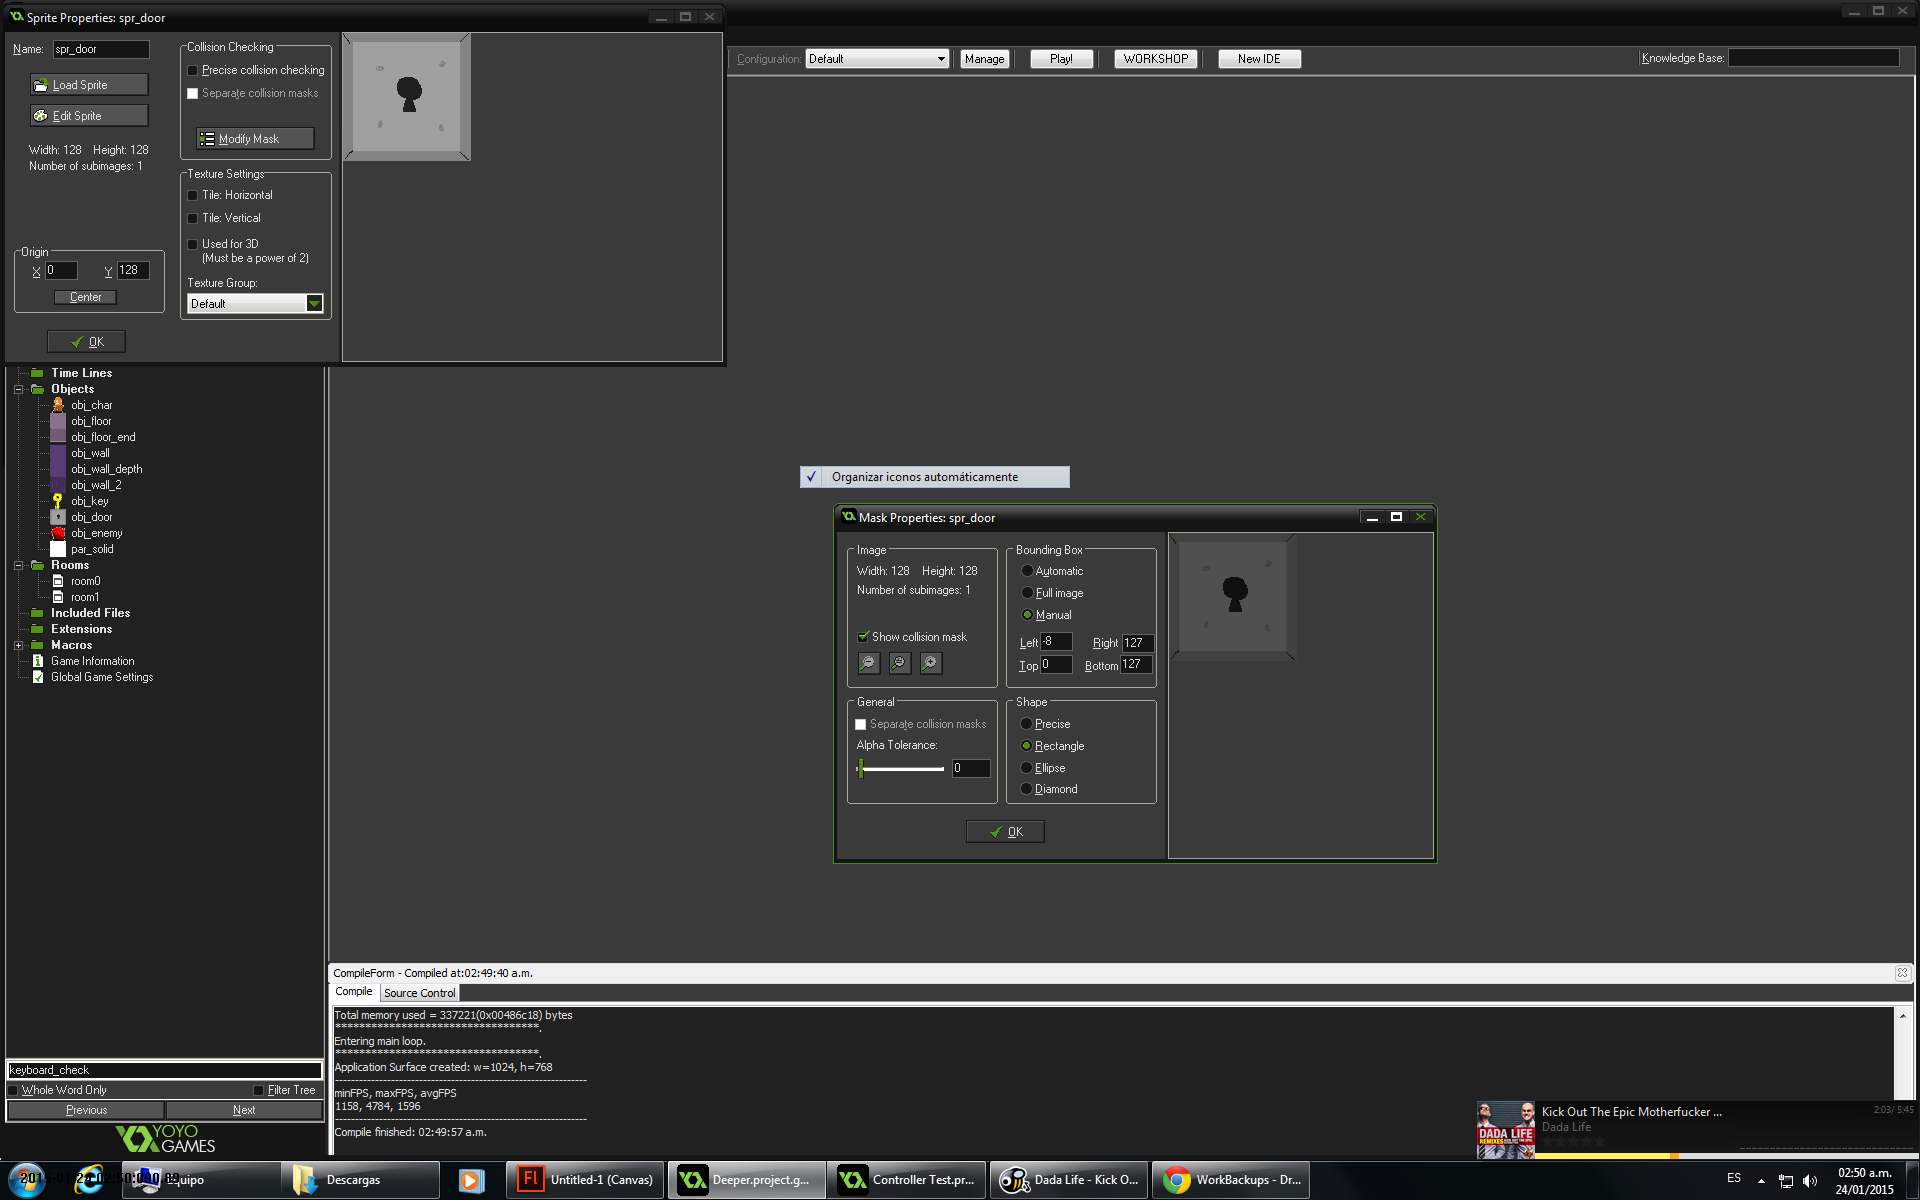 Sprite Properties: spr_door
Name: spr_door
Load Sprite
Edit Sprite
Width: 128 Height: 128
Number of subimages: 1
Origin
X 0 Y 128
Center
OK
Collision Checking
Precise collision checking
Separate collision masks
Modify Mask
Texture Settings
Tile: Horizontal
Tile: Vertical
Used for 3D
(Must be a power of 2)
Texture Group:
Default
Configuration: Default Manage Play! WORKSHOP New IDE Knowledge Base:
Time Lines
Objects
obj_char
obj_floor
obj_floor_end
obj_wall
obj_wall_depth
obj_wall_2
obj_key
obj_door
obj_enemy
par_solid
Rooms
room0
room1
Included Files
Extensions
Macros
Game Information
Global Game Settings
Organizar iconos automáticamente
Mask Properties: spr_door
Image
Width: 128 Height: 128
Number of subimages: 1
Show collision mask
General
Separate collision masks
Alpha Tolerance:
0
Bounding Box
Automatic
Full image
Manual
Left -8 Right 127
Top 0 Bottom 127
Shape
Precise
Rectangle
Ellipse
Diamond
OK
CompileForm - Compiled at:02:49:40 a.m.
Compile Source Control
Total memory used = 337221(0x00486c18) bytes
***********************************.
Entering main loop.
***********************************.
Application Surface created: w=1024, h=768
minFPS, maxFPS, avgFPS
1158, 4784, 1596
Compile finished: 02:49:57 a.m.
keyboard_check
Whole Word Only Filter Tree
Previous Next
YOYO
GAMES
DADA LIFE
REMIXES
Kick Out The Epic Motherfucker ...
2:03/ 5:45
Dada Life
Equipo
Descargas
Untitled-1 (Canvas)
Deeper.project.g...
Controller Test.pr...
Dada Life - Kick O...
WorkBackups - Dr...
ES
02:50 a.m.
24/01/2015